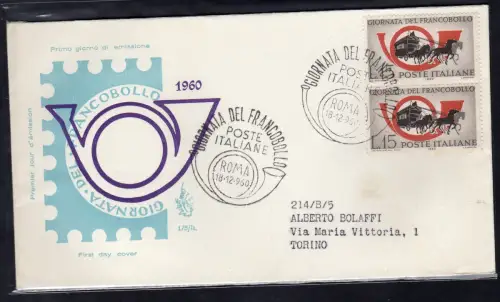 Primo giorno di emissione
1960
Premier jour d'émission
GIORNATA · DEL FRANCOBOLLO
First day cover
GIORNATA DEL FRANCOBOLLO
POSTE
ITALIANE
ROMA
18-12-960
GIORNATA DEL FRANCOBOLLO
POSTE
ITALIANE
ROMA
18-12-960
GIORNATA DEL FRANCOBOLLO
POSTE ITALIANE
GIORNATA DEL FRANCOBOLLO
L.15
POSTE ITALIANE
214/B/5
ALBERTO BOLAFFI
Via Maria Vittoria, 1
TORINO